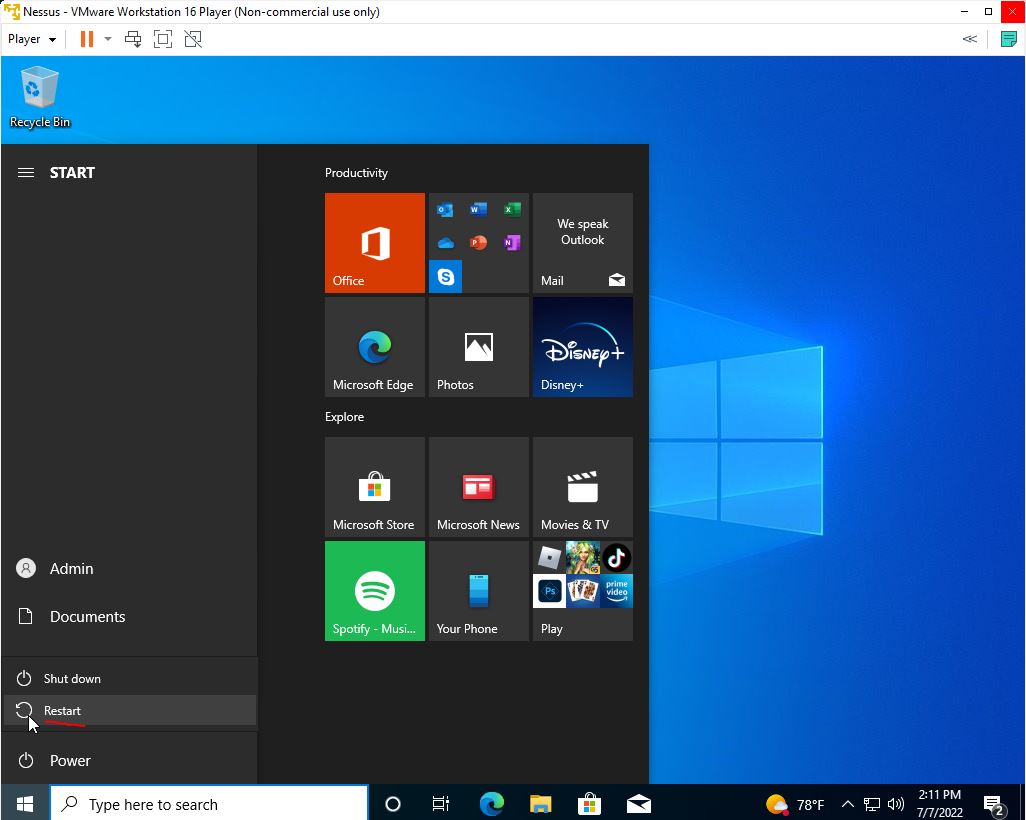 Nessus - VMware Workstation 16 Player (Non-commercial use only)
Player
Recycle Bin
START
Productivity
Office
We speak
Outlook
Mail
Microsoft Edge
Photos
Disney+
Disney+
Explore
Microsoft Store
Microsoft News
Movies & TV
Spotify - Musi...
Your Phone
Ps
prime
video
Play
Admin
Documents
Shut down
Restart
Power
Type here to search
78°F
2:11 PM
7/7/2022
2